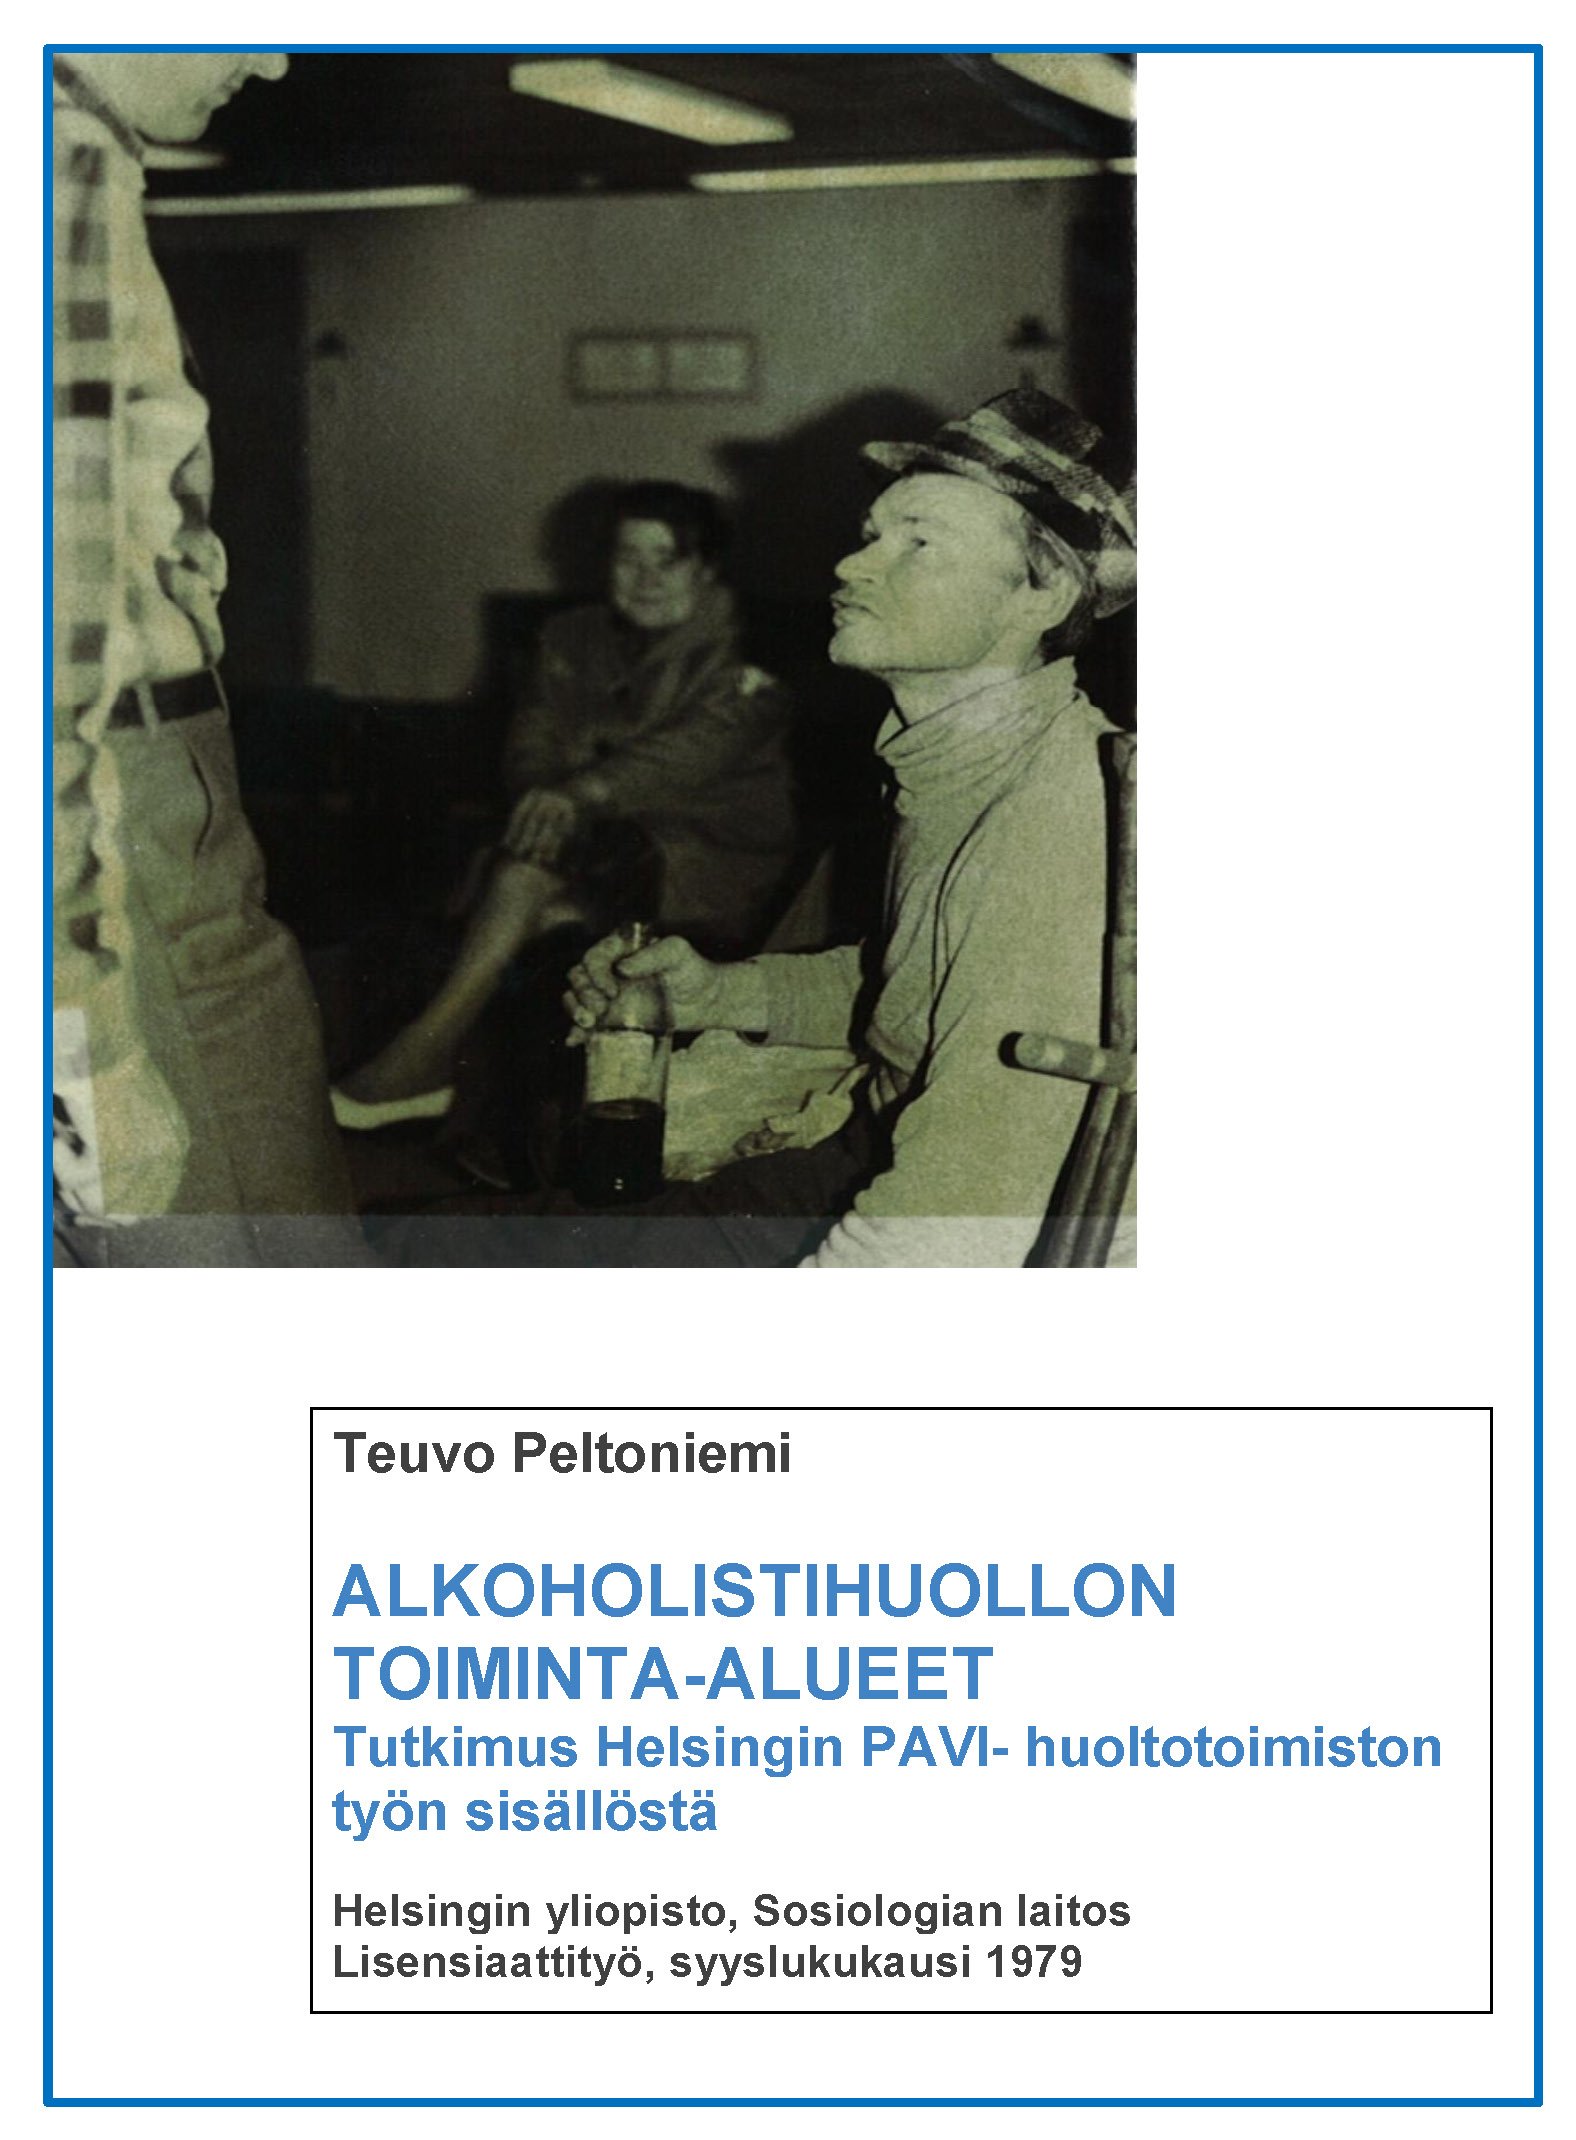 Teuvo Peltoniemi
ALKOHOLISTIHUOLLON
TOIMINTA-ALUEET
Tutkimus Helsingin PAVI- huoltotoimiston
työn sisällöstä
Helsingin yliopisto, Sosiologian laitos
Lisensiaattityö, syyslukukausi 1979